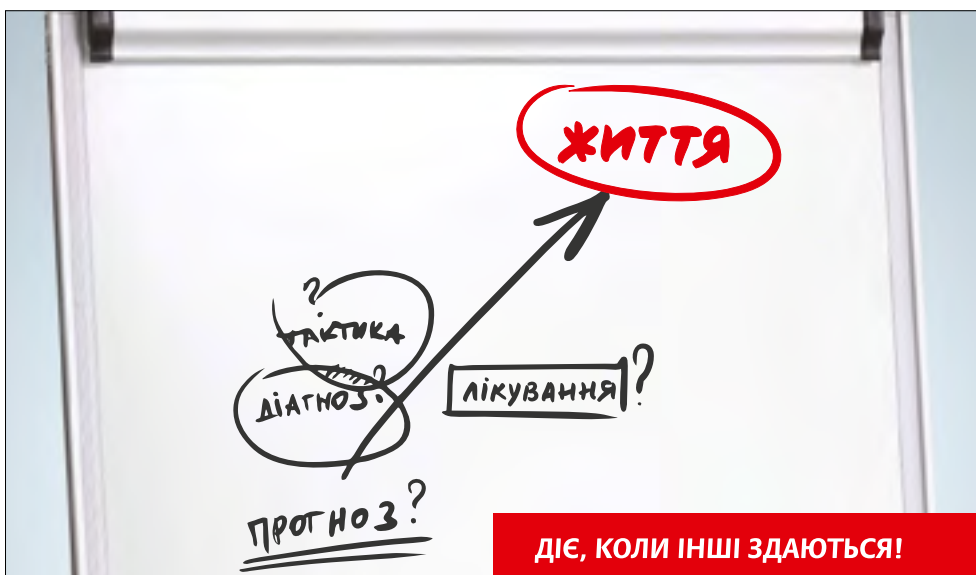 ЖИТТЯ
?
ТАКТИКА
ДІАГНОЗ?
ЛІКУВАННЯ?
ПРОГНОЗ?
ДІЄ, КОЛИ ІНШІ ЗДАЮТЬСЯ!